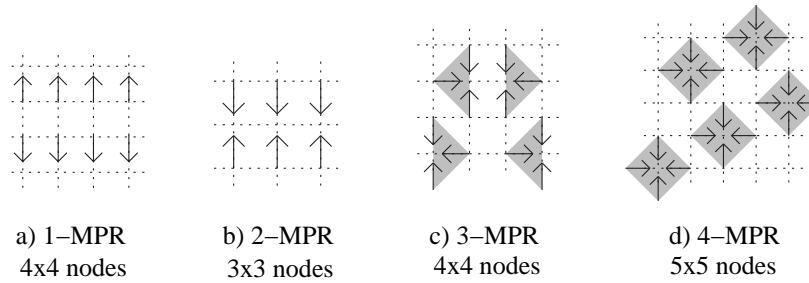 a) 1–MPR
4x4 nodes
b) 2–MPR
3x3 nodes
c) 3–MPR
4x4 nodes
d) 4–MPR
5x5 nodes